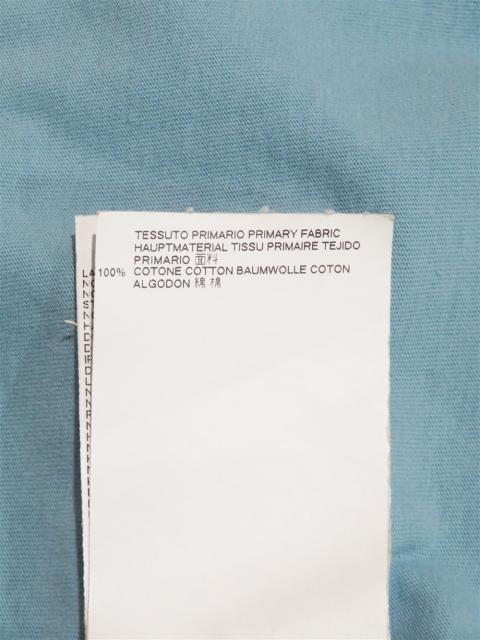 TESSUTO PRIMARIO PRIMARY FABRIC
HAUPTMATERIAL TISSU PRIMAIRE TEJIDO
PRIMARIO 面料
100% COTONE COTTON BAUMWOLLE COTON
ALGODON 綿 棉